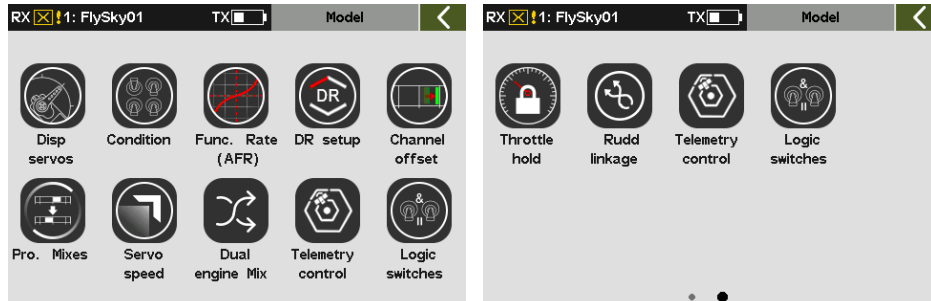 RX !1: FlySky01 TX Model
Disp servos
Condition
Func. Rate (AFR)
DR
DR setup
Channel offset
Pro. Mixes
Servo speed
Dual engine Mix
Telemetry control
&
II
Logic switches
RX !1: FlySky01 TX Model
Throttle hold
Rudd linkage
Telemetry control
&
II
Logic switches